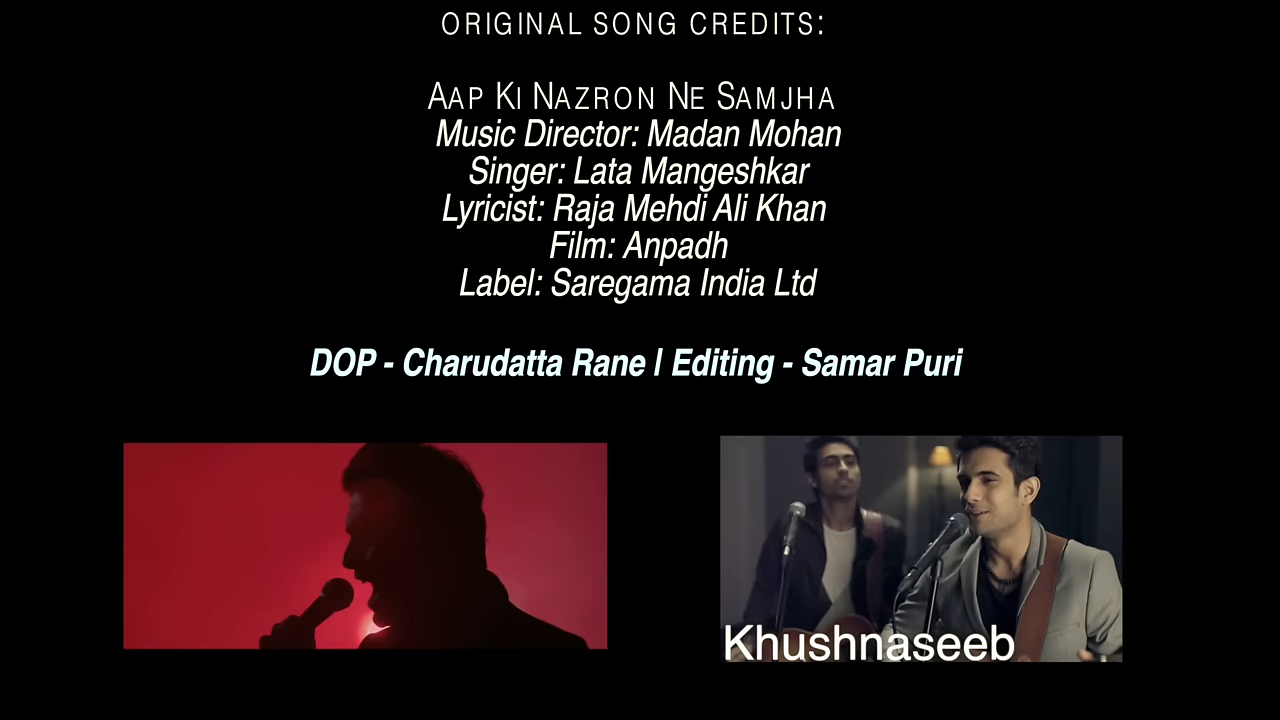 ORIGINAL SONG CREDITS:
AAP KI NAZRON NE SAMJHA
Music Director: Madan Mohan
Singer: Lata Mangeshkar
Lyricist: Raja Mehdi Ali Khan
Film: Anpadh
Label: Saregama India Ltd
DOP - Charudatta Rane | Editing - Samar Puri
Khushnaseeb